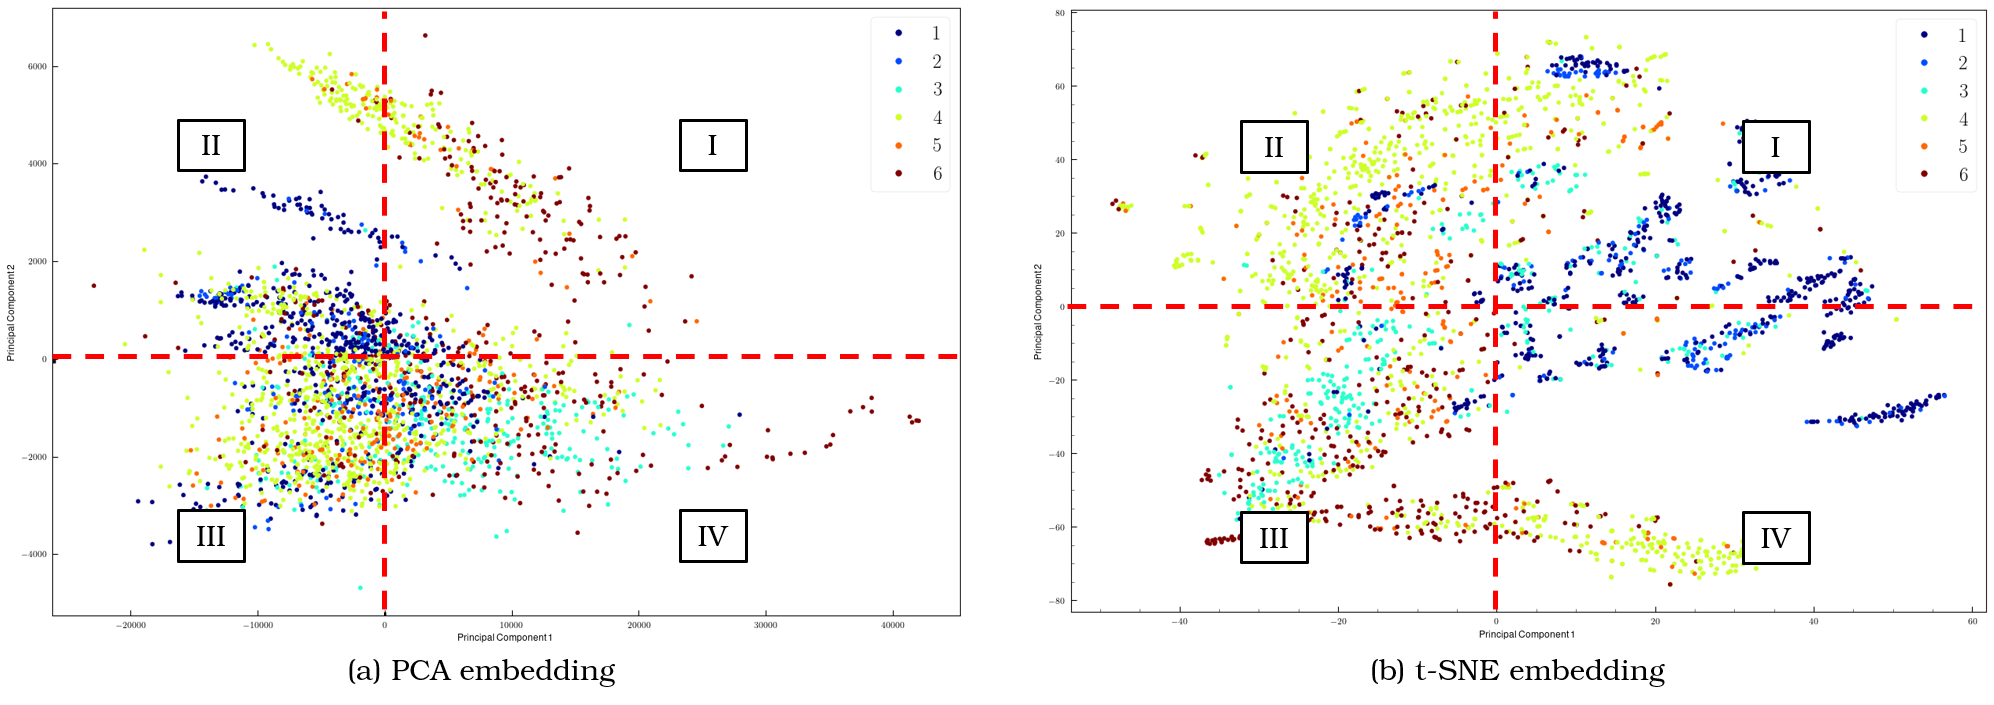 6000
4000
2000
0
−2000
−4000
Principal Component 2
−20000 −10000 0 10000 20000 30000 40000
Principal Component 1
1
2
3
4
5
6
II
I
III
IV
(a) PCA embedding
80
60
40
20
0
−20
−40
−60
−80
Principal Component 2
−40 −20 0 20 40 60
Principal Component 1
1
2
3
4
5
6
II
I
III
IV
(b) t-SNE embedding